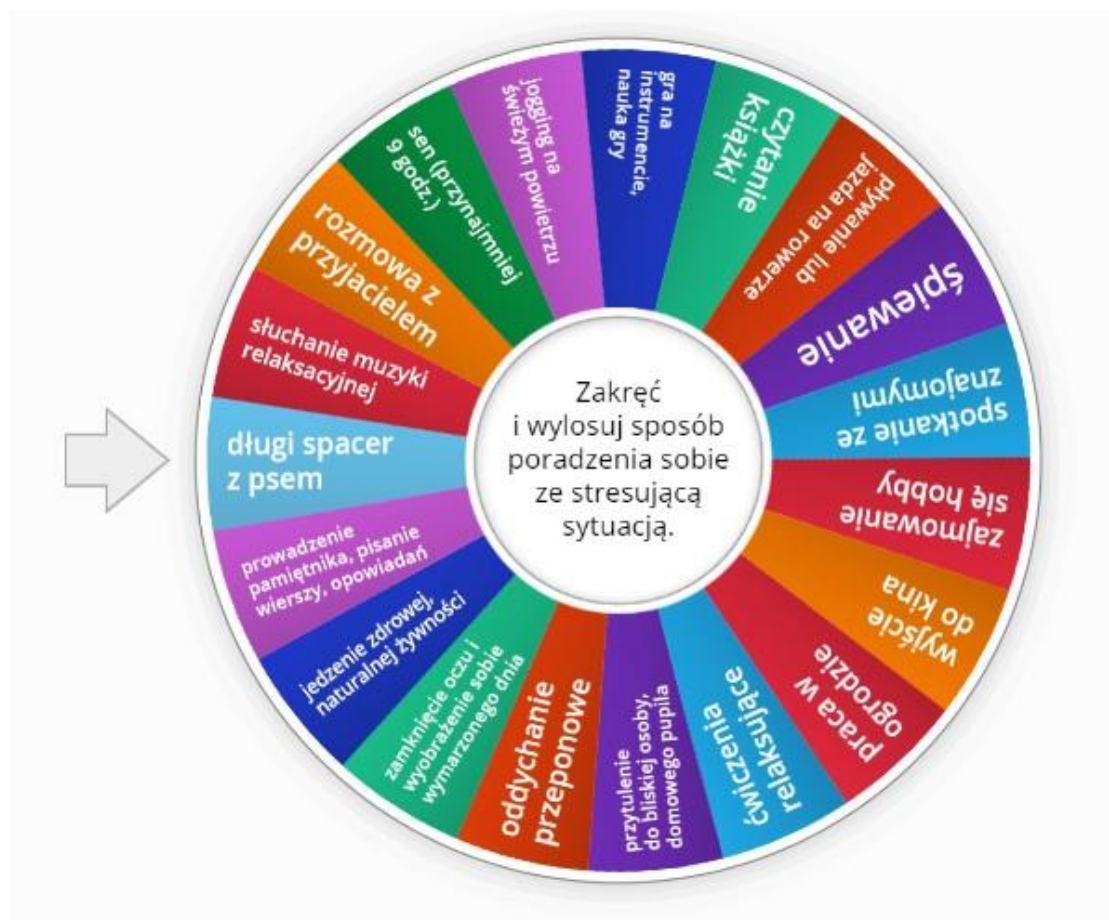 Zakręć
i wylosuj sposób
poradzenia sobie
ze stresującą
sytuacją.
długi spacer
z psem
słuchanie muzyki
relaksacyjnej
rozmowa z
przyjacielem
sen (przynajmniej
9 godz.)
jogging na
świeżym powietrzu
gra na
instrumencie,
nauka gry
czytanie
książki
pływanie lub
jazda na rowerze
śpiewanie
spotkanie ze
znajomymi
zajmowanie
się hobby
wyjście
do kina
praca w
ogrodzie
ćwiczenia
relaksujące
przytulenie
do bliskiej osoby,
domowego pupila
oddychanie
przeponowe
zamknięcie oczu i
wyobrażenie sobie
wymarzonego dnia
jedzenie zdrowej,
naturalnej żywności
prowadzenie
pamiętnika, pisanie
wierszy, opowiadań